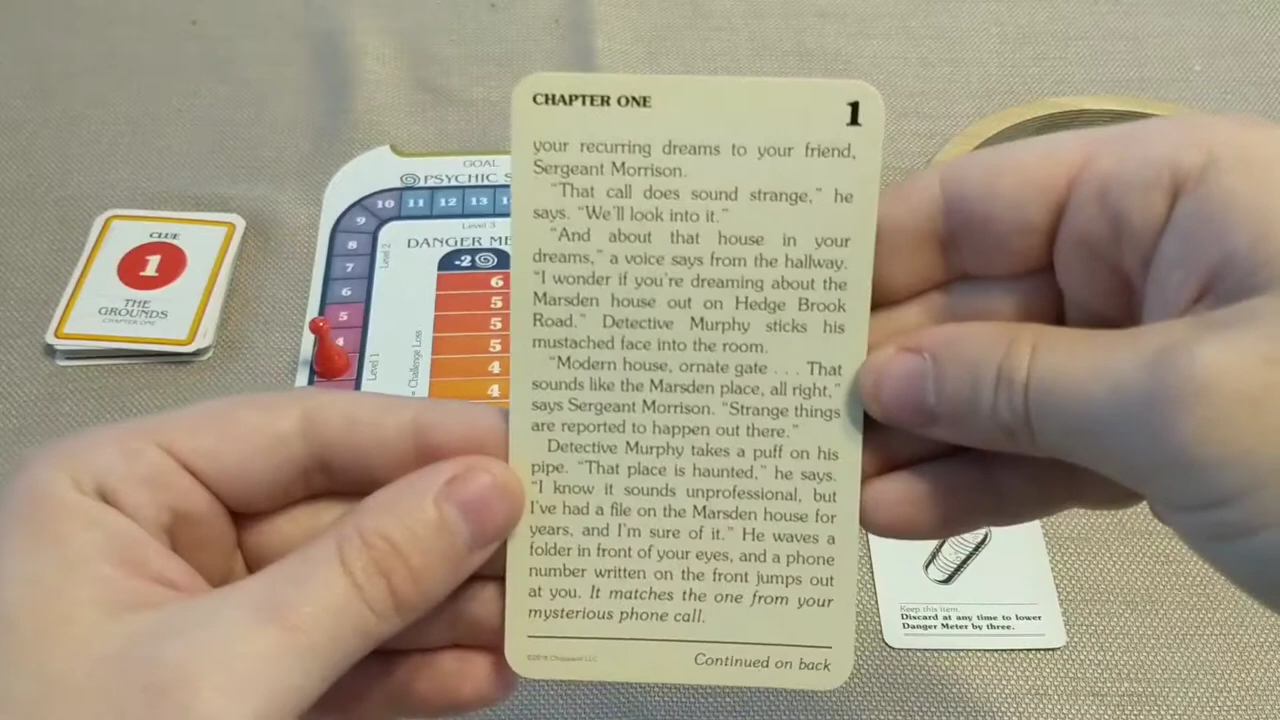 CHAPTER ONE
1
your recurring dreams to your friend,
Sergeant Morrison.
"That call does sound strange," he
says. "We'll look into it."
"And about that house in your
dreams," a voice says from the hallway.
"I wonder if you're dreaming about the
Marsden house out on Hedge Brook
Road." Detective Murphy sticks his
mustached face into the room.
"Modern house, ornate gate . . . That
sounds like the Marsden place, all right,"
says Sergeant Morrison. "Strange things
are reported to happen out there."
Detective Murphy takes a puff on his
pipe. "That place is haunted," he says.
"I know it sounds unprofessional, but
I've had a file on the Marsden house for
years, and I'm sure of it." He waves a
folder in front of your eyes, and a phone
number written on the front jumps out
at you. It matches the one from your
mysterious phone call.
Continued on back
CLUE
1
THE
GROUNDS
CHAPTER ONE
GOAL
PSYCHIC S
10 11 12 13
9
8
7
6
5
4
Level 3
Level 2
Level 1
DANGER ME
-2
6
5
5
5
4
4
= Challenge Loss
Keep this item.
Discard at any time to lower
Danger Meter by three.